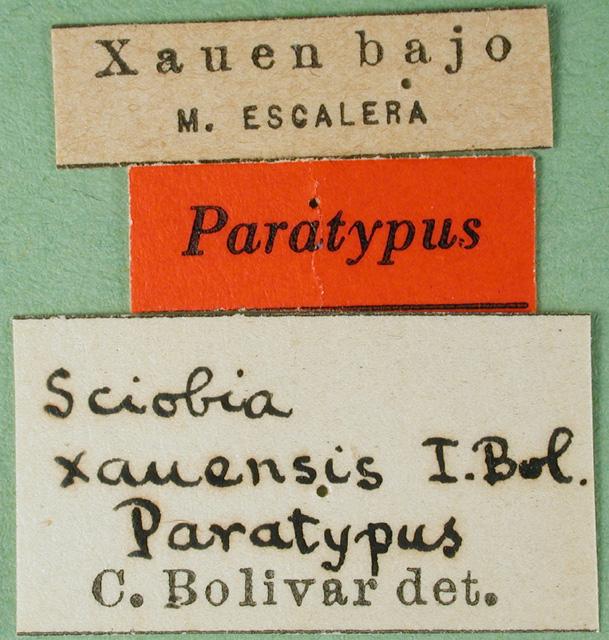 Xauen bajo
M. ESCALERA
Paratypus
Sciobia
xauensis I.Bol.
Paratypus
C. Bolivar det.